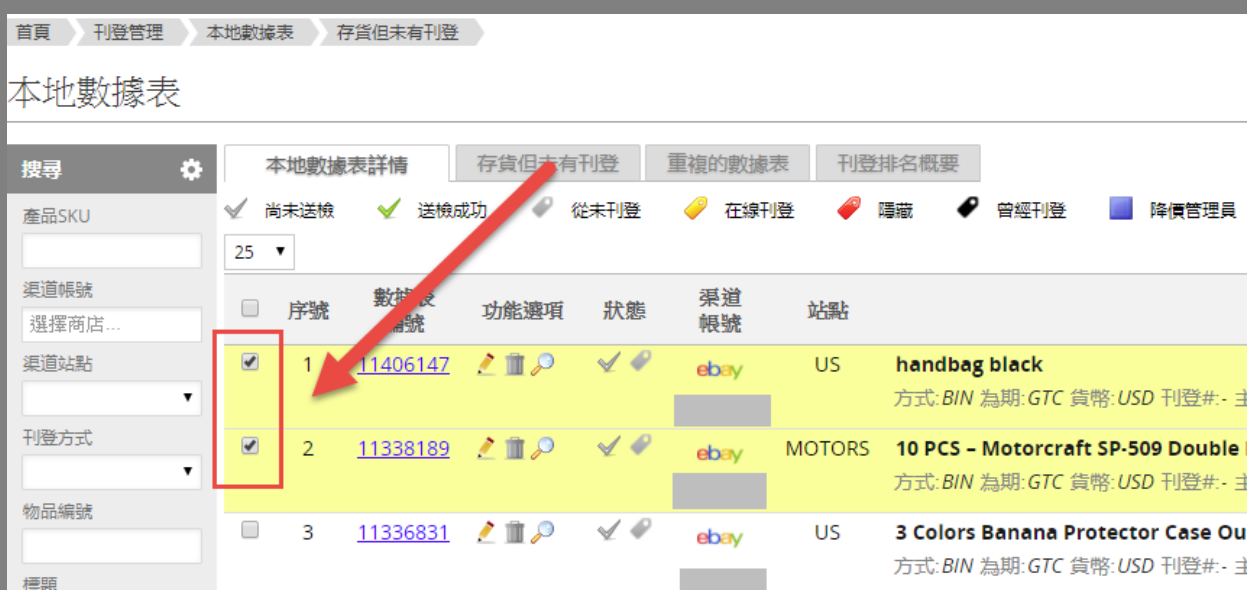 首頁 刊登管理 本地數據表 存貨但未有刊登
本地數據表
搜尋
產品SKU
渠道帳號
選擇商店...
渠道站點
刊登方式
物品編號
標題
本地數據表詳情 存貨但未有刊登 重複的數據表 刊登排名概要
尚未送檢 送檢成功 從未刊登 在線刊登 隱藏 曾經刊登 降價管理員
25
序號 數據表編號 功能選項 狀態 渠道帳號 站點
1 11406147 ebay US handbag black
方式:BIN 為期:GTC 貨幣:USD 刊登#:- 主
2 11338189 ebay MOTORS 10 PCS – Motorcraft SP-509 Double
方式:BIN 為期:GTC 貨幣:USD 刊登#:- 主
3 11336831 ebay US 3 Colors Banana Protector Case Ou
方式:BIN 為期:GTC 貨幣:USD 刊登#:- 主